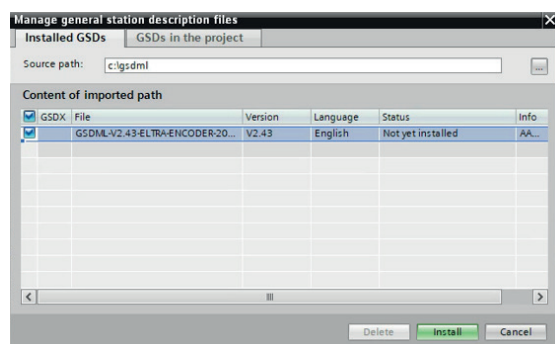 Manage general station description files
Installed GSDs GSDs in the project
Source path: c:\gsdml ...
Content of imported path
GSDX File Version Language Status Info
GSDML-V2.43-ELTRA-ENCODER-20... V2.43 English Not yet installed AA...
Delete Install Cancel